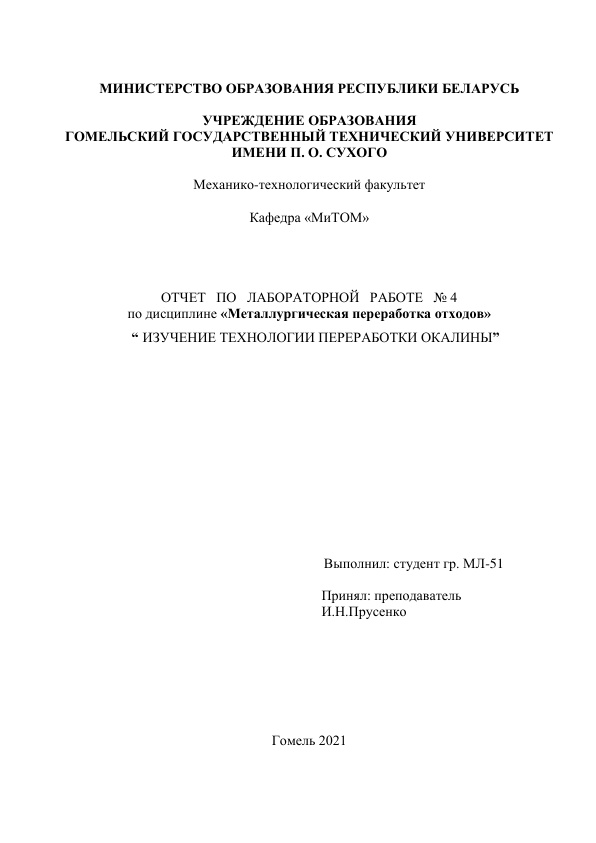 МИНИСТЕРСТВО ОБРАЗОВАНИЯ РЕСПУБЛИКИ БЕЛАРУСЬ
УЧРЕЖДЕНИЕ ОБРАЗОВАНИЯ
ГОМЕЛЬСКИЙ ГОСУДАРСТВЕННЫЙ ТЕХНИЧЕСКИЙ УНИВЕРСИТЕТ
ИМЕНИ П. О. СУХОГО
Механико-технологический факультет
Кафедра «МиТОМ»
ОТЧЕТ ПО ЛАБОРАТОРНОЙ РАБОТЕ № 4
по дисциплине «Металлургическая переработка отходов»
“ ИЗУЧЕНИЕ ТЕХНОЛОГИИ ПЕРЕРАБОТКИ ОКАЛИНЫ”
Выполнил: студент гр. МЛ-51
Принял: преподаватель
И.Н.Прусенко
Гомель 2021